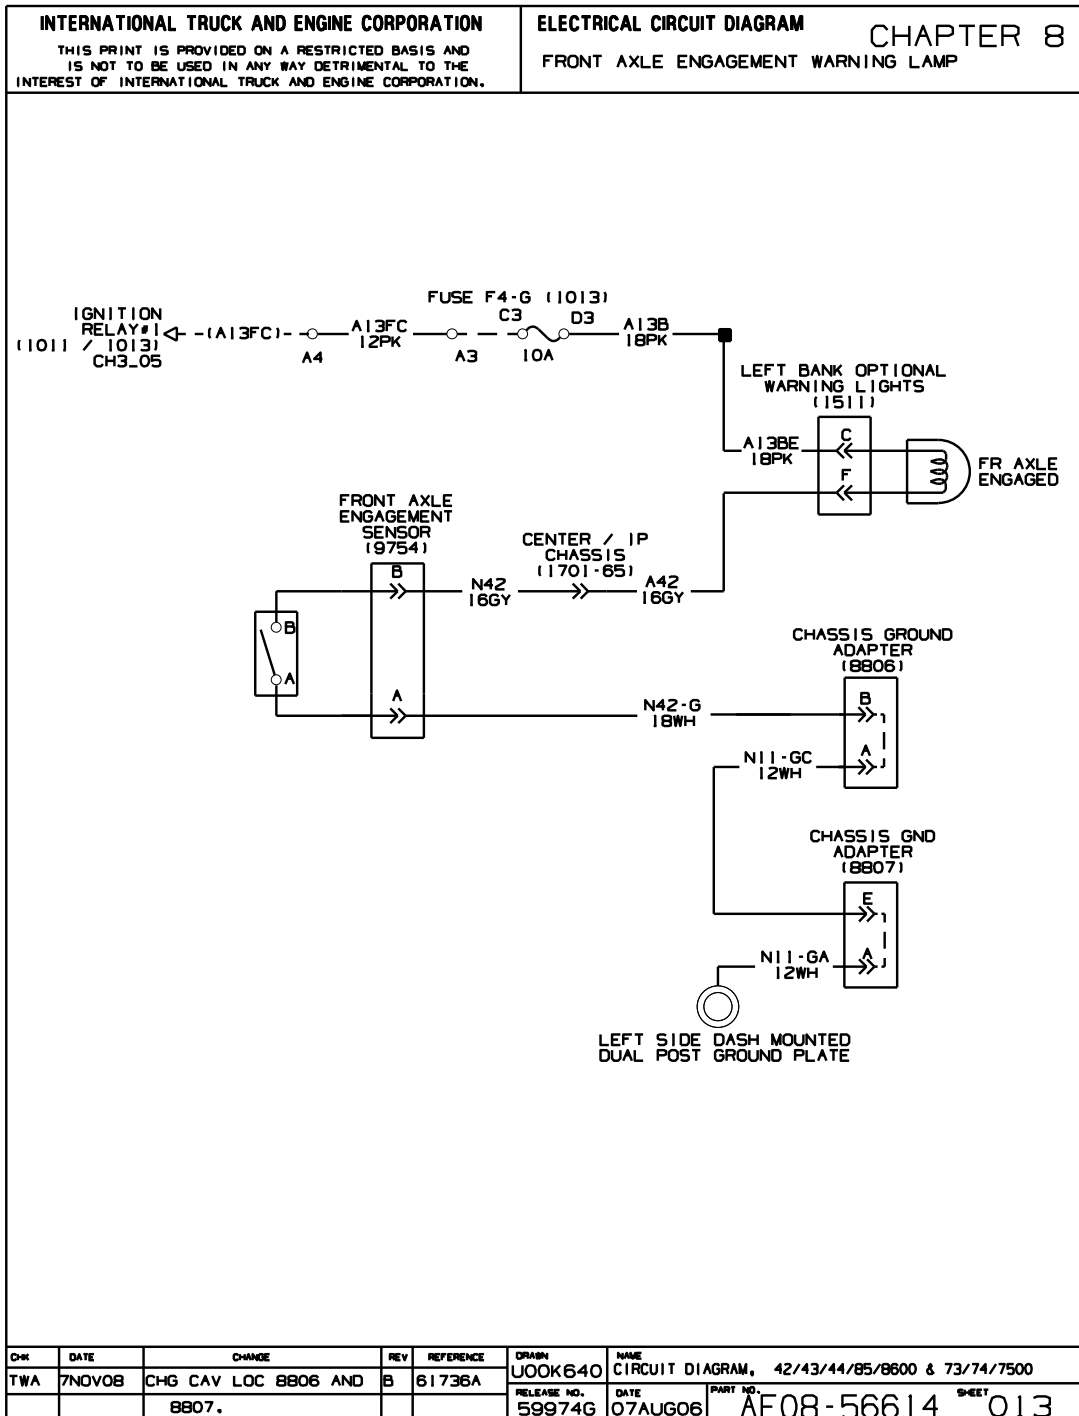 INTERNATIONAL TRUCK AND ENGINE CORPORATION
THIS PRINT IS PROVIDED ON A RESTRICTED BASIS AND
IS NOT TO BE USED IN ANY WAY DETRIMENTAL TO THE
INTEREST OF INTERNATIONAL TRUCK AND ENGINE CORPORATION.
ELECTRICAL CIRCUIT DIAGRAM
CHAPTER 8
FRONT AXLE ENGAGEMENT WARNING LAMP
IGNITION
RELAY#1
(1011 / 1013)
CH3_05
(A13FC)
A4
A13FC
12PK
A3
FUSE F4-G (1013)
C3
D3
10A
A13B
18PK
LEFT BANK OPTIONAL
WARNING LIGHTS
(1511)
A13BE
18PK
C
F
FR AXLE
ENGAGED
FRONT AXLE
ENGAGEMENT
SENSOR
(9754)
B
N42
16GY
CENTER / IP
CHASSIS
(1701-65)
A42
16GY
B
A
A
N42-G
18WH
CHASSIS GROUND
ADAPTER
(8806)
B
A
N11-GC
12WH
CHASSIS GND
ADAPTER
(8807)
E
A
N11-GA
12WH
LEFT SIDE DASH MOUNTED
DUAL POST GROUND PLATE
CHK DATE CHANGE REV REFERENCE
TWA 7NOV08 CHG CAV LOC 8806 AND B 61736A
8807.
DRAWN
U00K640
NAME
CIRCUIT DIAGRAM, 42/43/44/85/8600 & 73/74/7500
RELEASE NO.
59974G
DATE
07AUG06
PART NO.
AF08-56614
SHEET
013